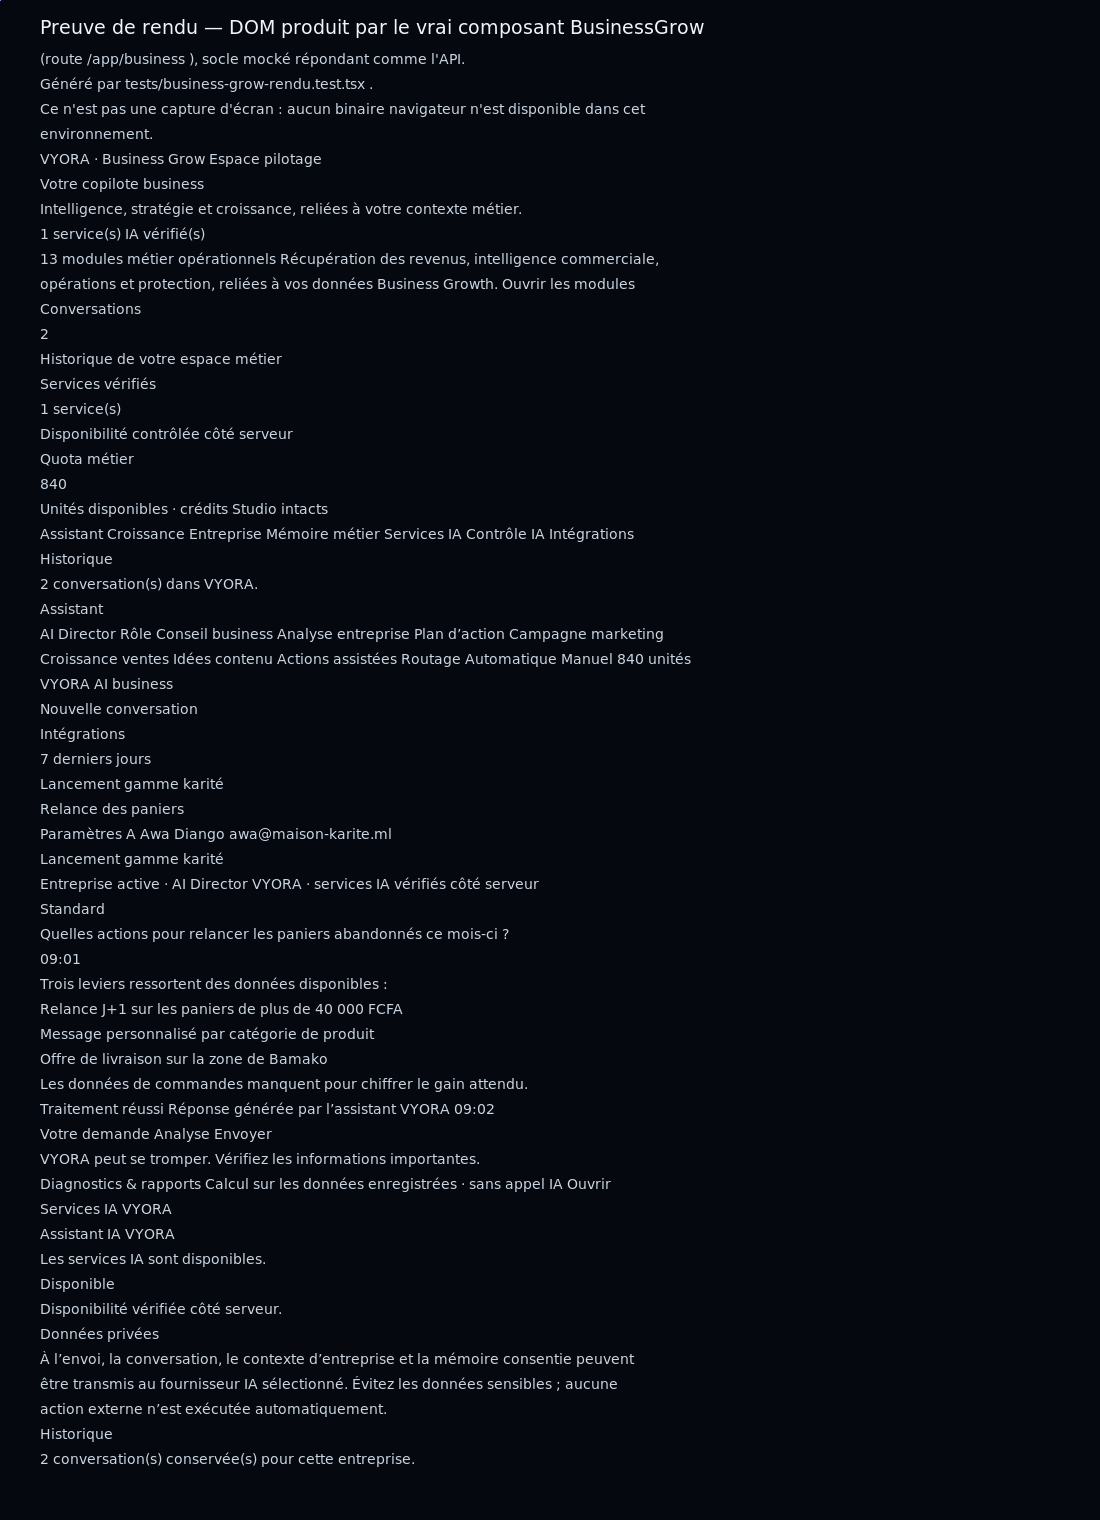 Preuve de rendu — DOM produit par le vrai composant BusinessGrow
(route /app/business ), socle mocké répondant comme l'API.
Généré par tests/business-grow-rendu.test.tsx .
Ce n'est pas une capture d'écran : aucun binaire navigateur n'est disponible dans cet
environnement.
VYORA · Business Grow Espace pilotage
Votre copilote business
Intelligence, stratégie et croissance, reliées à votre contexte métier.
1 service(s) IA vérifié(s)
13 modules métier opérationnels Récupération des revenus, intelligence commerciale,
opérations et protection, reliées à vos données Business Growth. Ouvrir les modules
Conversations
2
Historique de votre espace métier
Services vérifiés
1 service(s)
Disponibilité contrôlée côté serveur
Quota métier
840
Unités disponibles · crédits Studio intacts
Assistant Croissance Entreprise Mémoire métier Services IA Contrôle IA Intégrations
Historique
2 conversation(s) dans VYORA.
Assistant
AI Director Rôle Conseil business Analyse entreprise Plan d’action Campagne marketing
Croissance ventes Idées contenu Actions assistées Routage Automatique Manuel 840 unités
VYORA AI business
Nouvelle conversation
Intégrations
7 derniers jours
Lancement gamme karité
Relance des paniers
Paramètres A Awa Diango awa@maison-karite.ml
Lancement gamme karité
Entreprise active · AI Director VYORA · services IA vérifiés côté serveur
Standard
Quelles actions pour relancer les paniers abandonnés ce mois-ci ?
09:01
Trois leviers ressortent des données disponibles :
Relance J+1 sur les paniers de plus de 40 000 FCFA
Message personnalisé par catégorie de produit
Offre de livraison sur la zone de Bamako
Les données de commandes manquent pour chiffrer le gain attendu.
Traitement réussi Réponse générée par l’assistant VYORA 09:02
Votre demande Analyse Envoyer
VYORA peut se tromper. Vérifiez les informations importantes.
Diagnostics & rapports Calcul sur les données enregistrées · sans appel IA Ouvrir
Services IA VYORA
Assistant IA VYORA
Les services IA sont disponibles.
Disponible
Disponibilité vérifiée côté serveur.
Données privées
À l’envoi, la conversation, le contexte d’entreprise et la mémoire consentie peuvent
être transmis au fournisseur IA sélectionné. Évitez les données sensibles ; aucune
action externe n’est exécutée automatiquement.
Historique
2 conversation(s) conservée(s) pour cette entreprise.